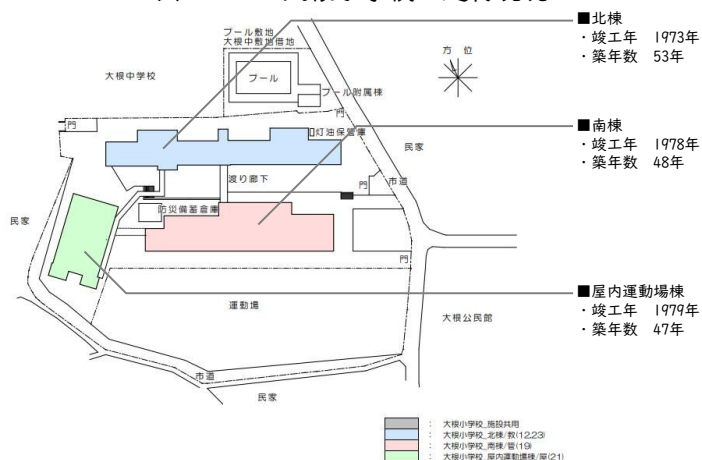 ■北棟
・竣工年 1973年
・築年数 53年
プール敷地
大根中敷地借地
方 位
大根中学校
プール
プール附属棟
門
門
灯油保管庫
■南棟
・竣工年 1978年
・築年数 48年
民家
渡り廊下
門
市道
民家
防災備蓄倉庫
門
■屋内運動場棟
・竣工年 1979年
・築年数 47年
運動場
大根公民館
市道
民家
： 大根小学校_施設共用
： 大根小学校_北棟/教(12,23)
： 大根小学校_南棟/管(19)
： 大根小学校_屋内運動場棟/屋(21)